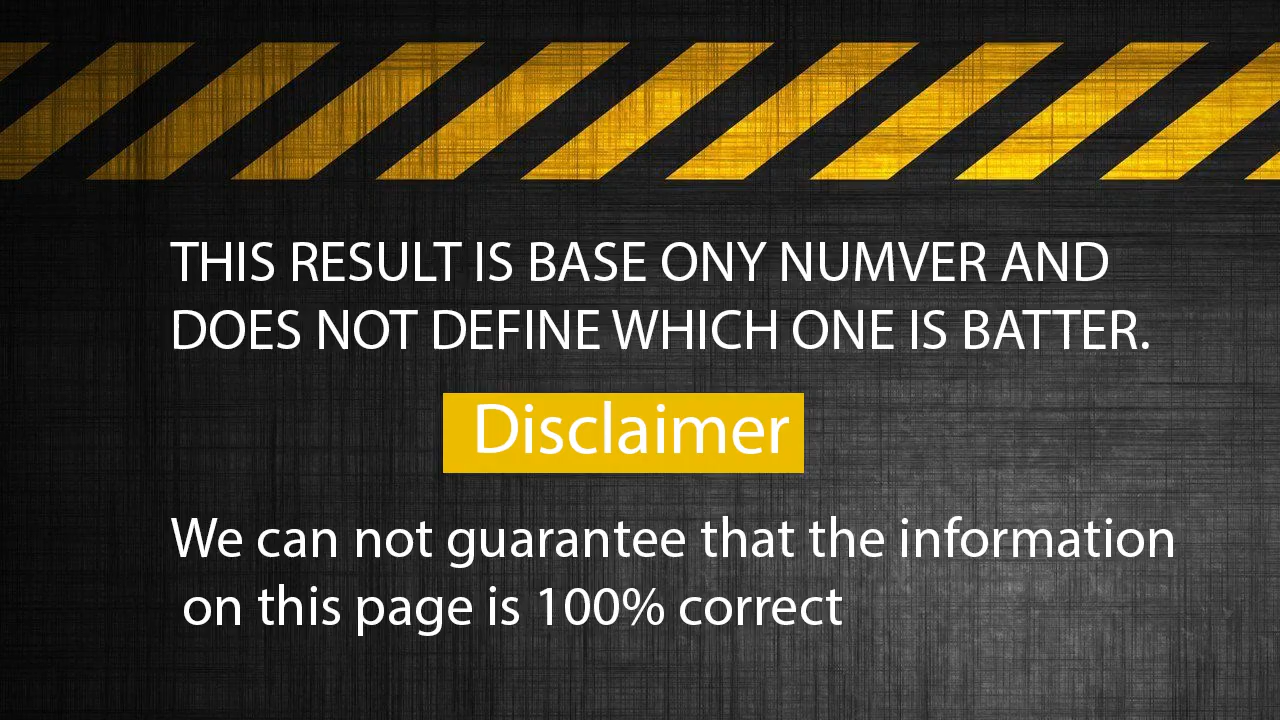 THIS RESULT IS BASE ONY NUMVER AND
DOES NOT DEFINE WHICH ONE IS BATTER.
Disclaimer
We can not guarantee that the information
on this page is 100% correct